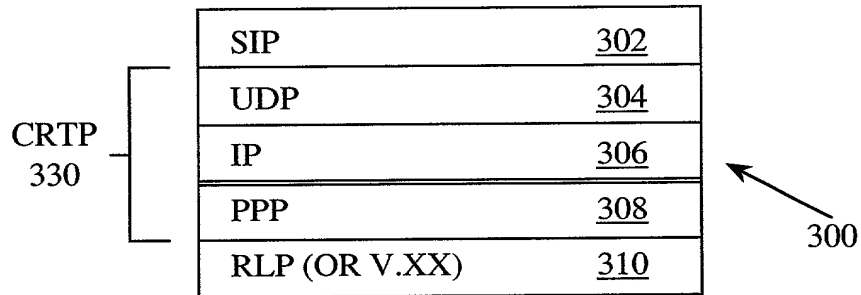 SIP 302
UDP 304
CRTP
330
IP 306
PPP 308
300
RLP (OR V.XX) 310